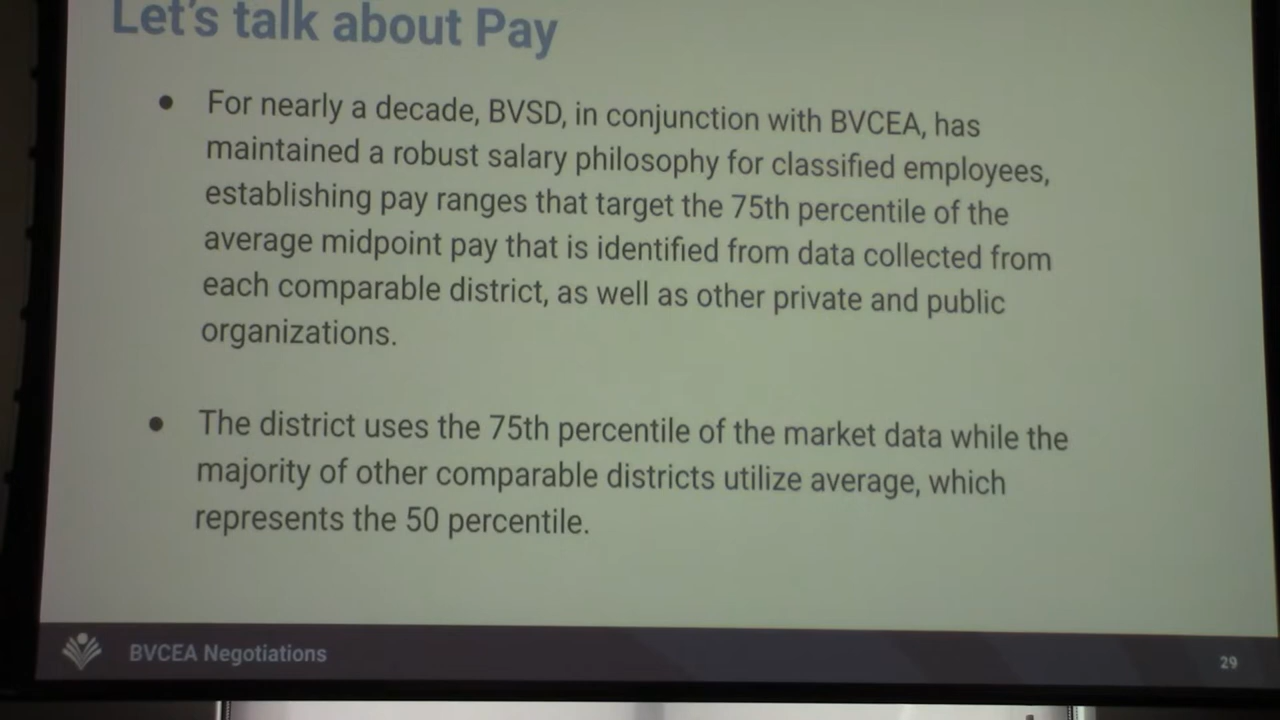 Let's talk about Pay
● For nearly a decade, BVSD, in conjunction with BVCEA, has
maintained a robust salary philosophy for classified employees,
establishing pay ranges that target the 75th percentile of the
average midpoint pay that is identified from data collected from
each comparable district, as well as other private and public
organizations.
● The district uses the 75th percentile of the market data while the
majority of other comparable districts utilize average, which
represents the 50 percentile.
BVCEA Negotiations
29